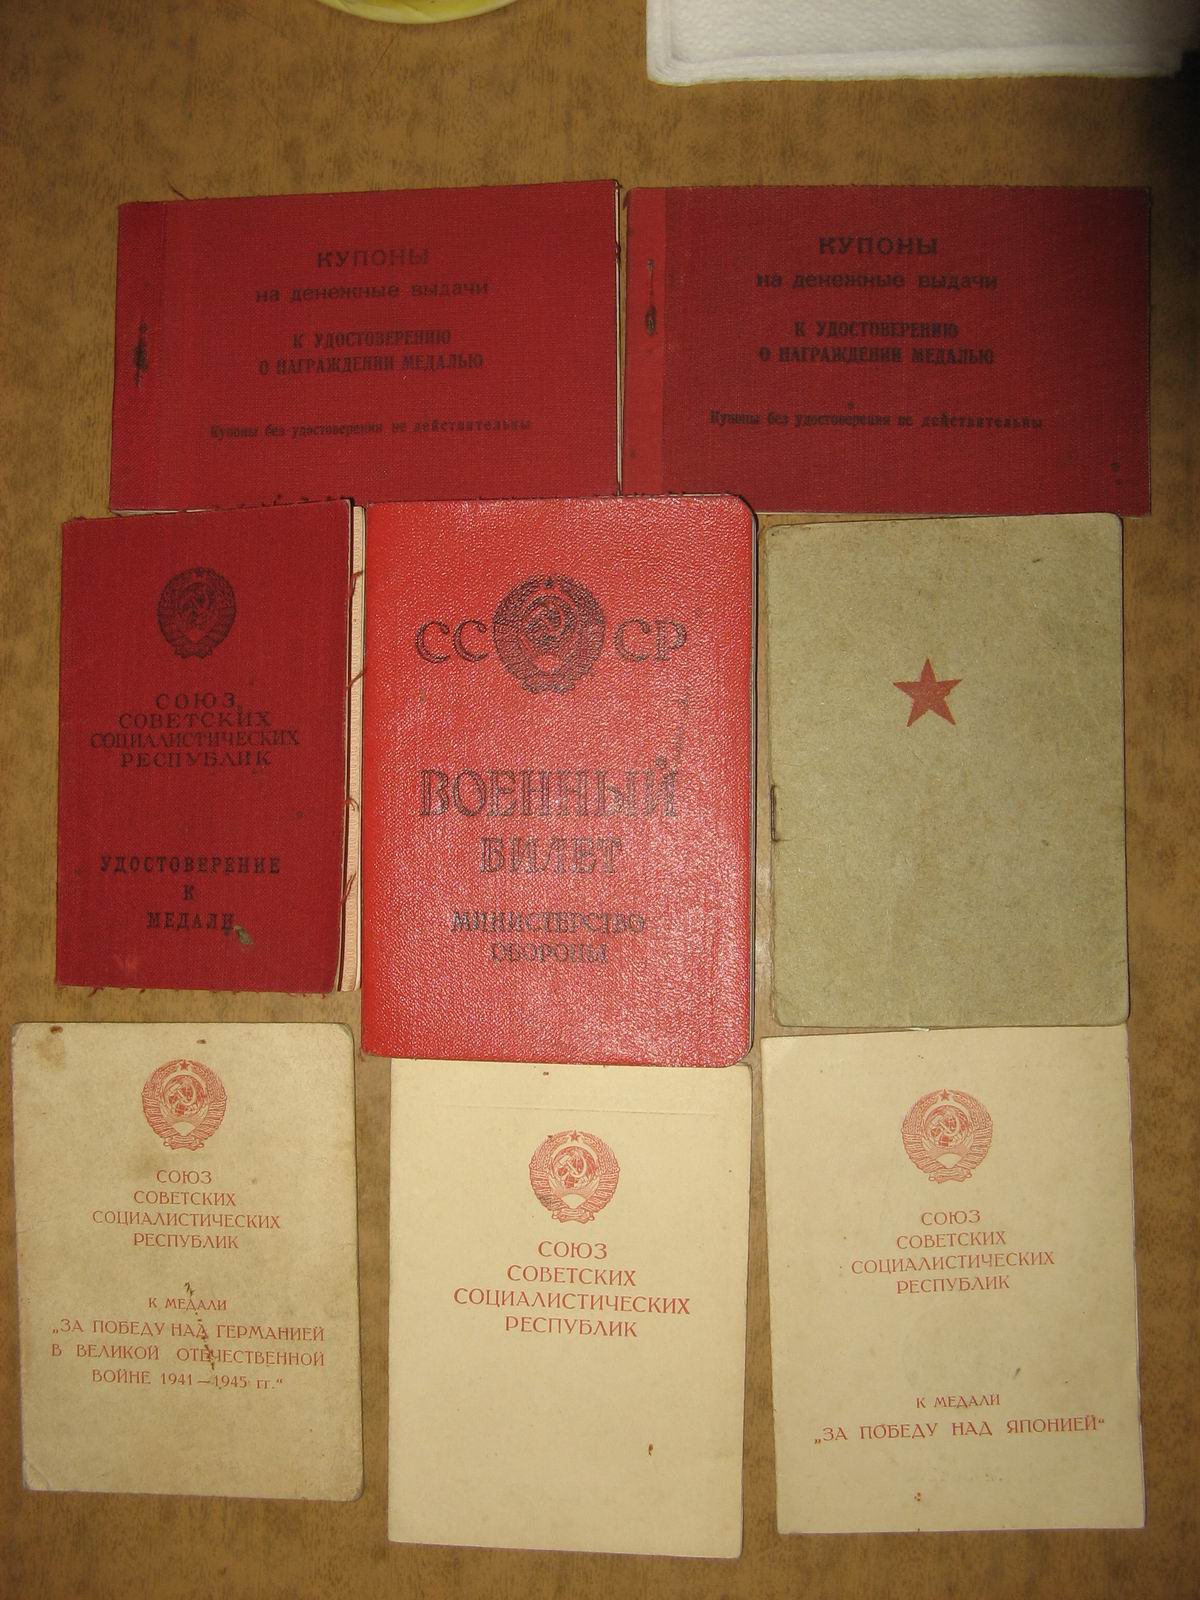 КУПОНЫ
на денежные выдачи
К УДОСТОВЕРЕНИЮ
О НАГРАЖДЕНИИ МЕДАЛЬЮ
Купоны без удостоверения не действительны
КУПОНЫ
на денежные выдачи
К УДОСТОВЕРЕНИЮ
О НАГРАЖДЕНИИ МЕДАЛЬЮ
Купоны без удостоверения не действительны
СОЮЗ
СОВЕТСКИХ
СОЦИАЛИСТИЧЕСКИХ
РЕСПУБЛИК
УДОСТОВЕРЕНИЕ
К
МЕДАЛИ
СССР
ВОЕННЫЙ
БИЛЕТ
МИНИСТЕРСТВО
ОБОРОНЫ
СОЮЗ
СОВЕТСКИХ
СОЦИАЛИСТИЧЕСКИХ
РЕСПУБЛИК
К МЕДАЛИ
„ЗА ПОБЕДУ НАД ГЕРМАНИЕЙ
В ВЕЛИКОЙ ОТЕЧЕСТВЕННОЙ
ВОЙНЕ 1941—1945 гг.“
СОЮЗ
СОВЕТСКИХ
СОЦИАЛИСТИЧЕСКИХ
РЕСПУБЛИК
СОЮЗ
СОВЕТСКИХ
СОЦИАЛИСТИЧЕСКИХ
РЕСПУБЛИК
К МЕДАЛИ
„ЗА ПОБЕДУ НАД ЯПОНИЕЙ“